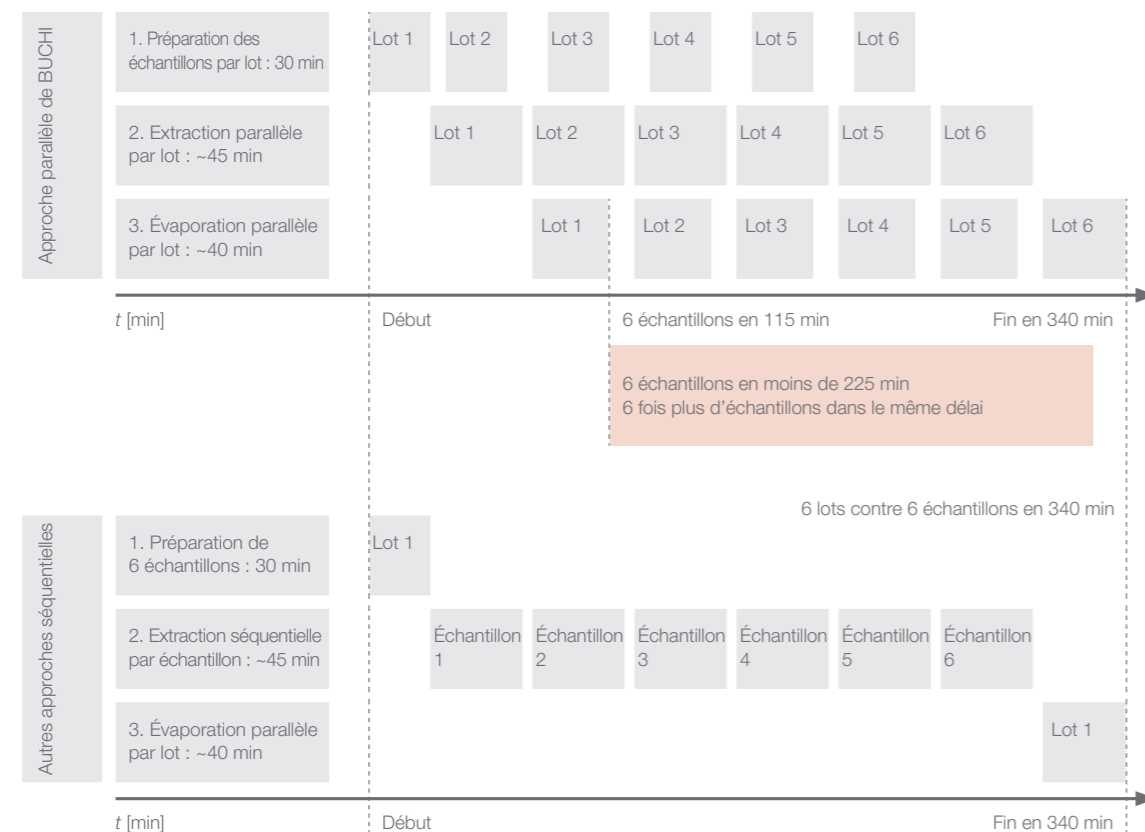 Approche parallèle de BUCHI
1. Préparation des
échantillons par lot : 30 min
Lot 1
Lot 2
Lot 3
Lot 4
Lot 5
Lot 6
2. Extraction parallèle
par lot : ~45 min
Lot 1
Lot 2
Lot 3
Lot 4
Lot 5
Lot 6
3. Évaporation parallèle
par lot : ~40 min
Lot 1
Lot 2
Lot 3
Lot 4
Lot 5
Lot 6
t [min]
Début
6 échantillons en 115 min
Fin en 340 min
6 échantillons en moins de 225 min
6 fois plus d’échantillons dans le même délai
6 lots contre 6 échantillons en 340 min
Autres approches séquentielles
1. Préparation de
6 échantillons : 30 min
Lot 1
2. Extraction séquentielle
par échantillon : ~45 min
Échantillon
1
Échantillon
2
Échantillon
3
Échantillon
4
Échantillon
5
Échantillon
6
3. Évaporation parallèle
par lot : ~40 min
Lot 1
t [min]
Début
Fin en 340 min